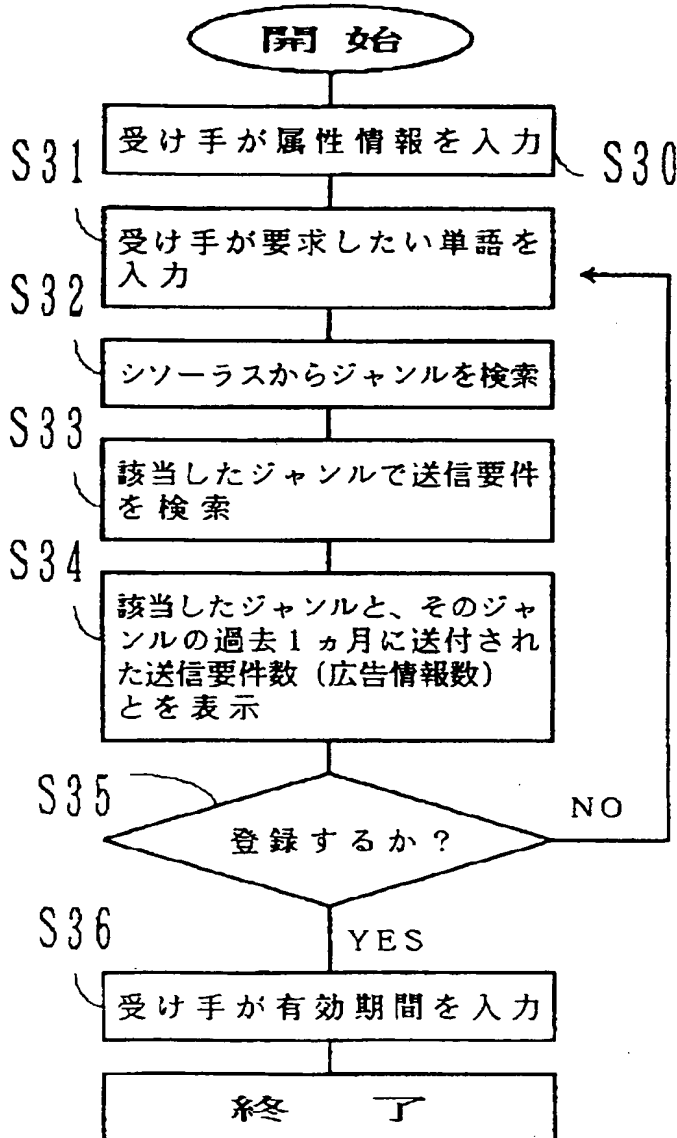 開始
受け手が属性情報を入力
S30
S31
受け手が要求したい単語を
入力
S32
シソーラスからジャンルを検索
S33
該当したジャンルで送信要件
を検索
S34
該当したジャンルと、そのジャ
ンルの過去1ヵ月に送付され
た送信要件数（広告情報数）
とを表示
S35
登録するか？
NO
YES
S36
受け手が有効期間を入力
終了